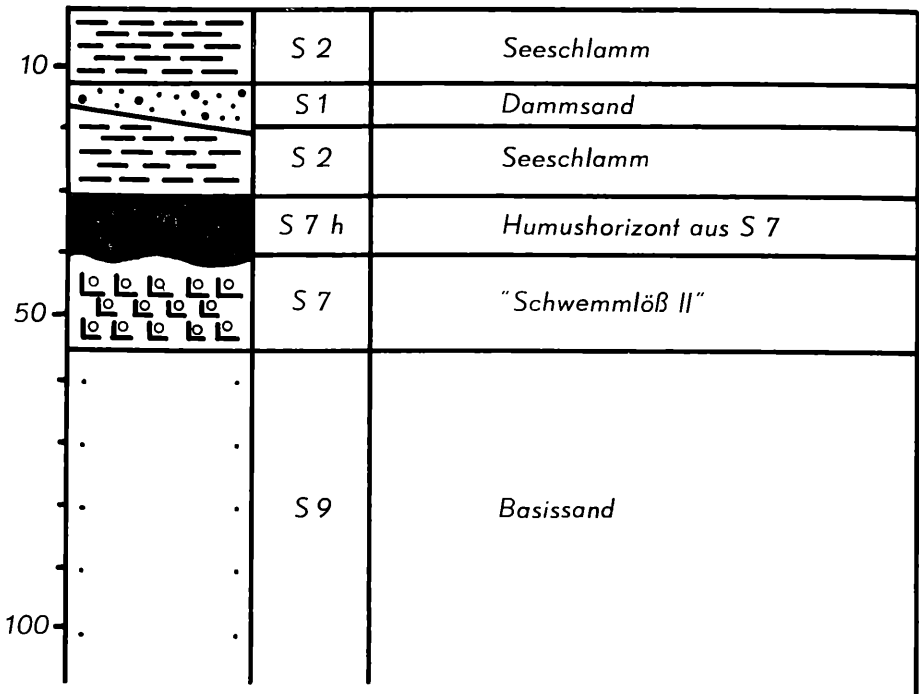 10 S 2 Seeschlamm
S 1 Dammsand
S 2 Seeschlamm
S 7 h Humushorizont aus S 7
50 S 7 "Schwemmlöß II"
S 9 Basissand
100